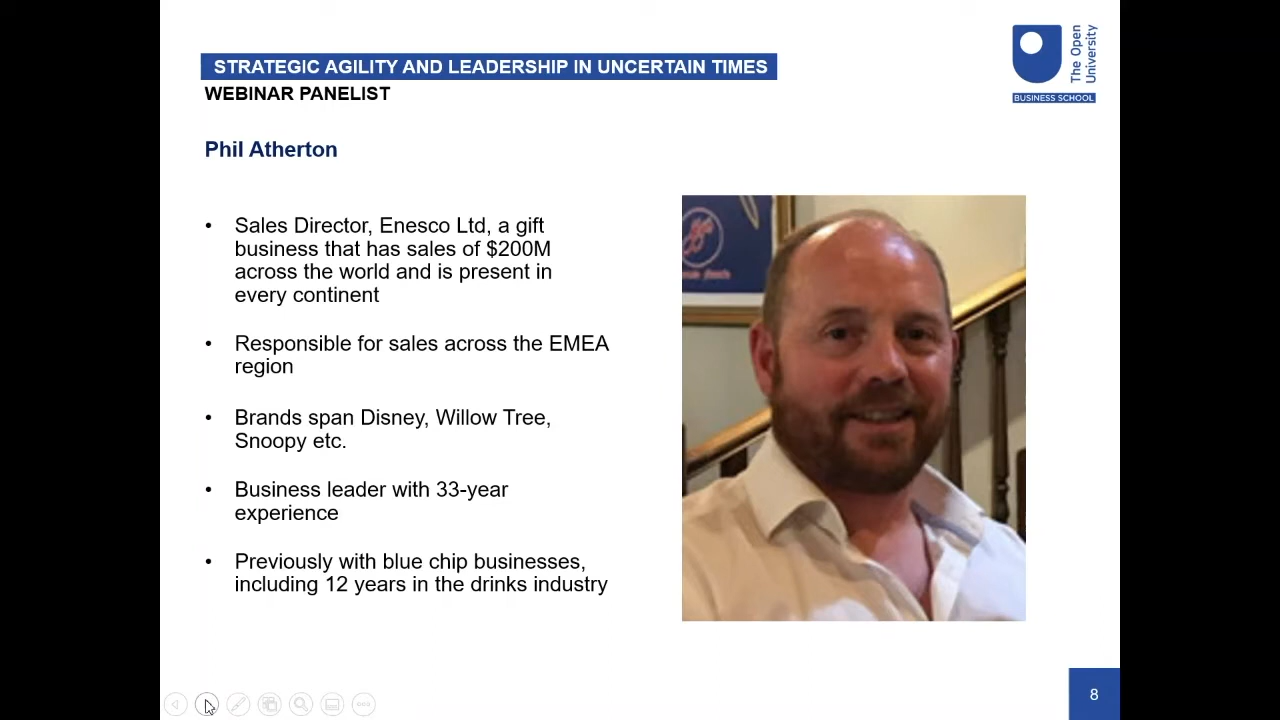 STRATEGIC AGILITY AND LEADERSHIP IN UNCERTAIN TIMES
WEBINAR PANELIST
The Open
University
BUSINESS SCHOOL
Phil Atherton
• Sales Director, Enesco Ltd, a gift
business that has sales of $200M
across the world and is present in
every continent
• Responsible for sales across the EMEA
region
• Brands span Disney, Willow Tree,
Snoopy etc.
• Business leader with 33-year
experience
• Previously with blue chip businesses,
including 12 years in the drinks industry
8